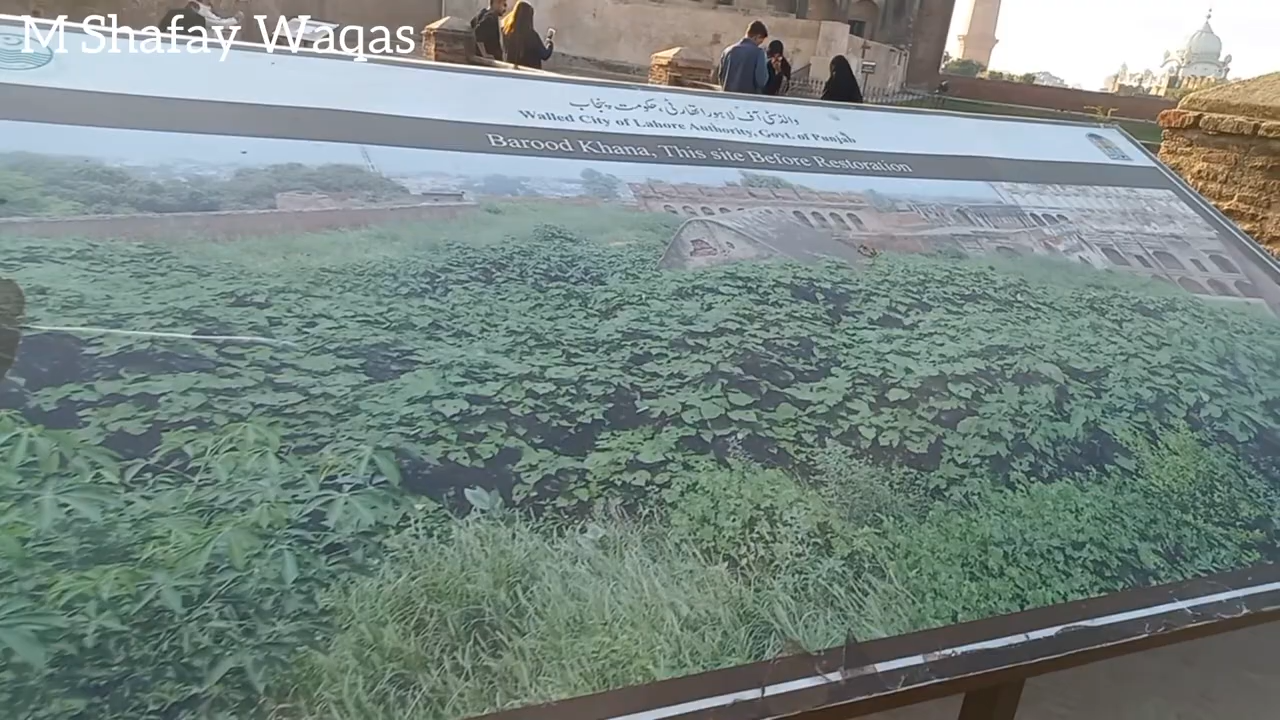 M Shafay Waqas
والڈ سٹی آف لاہور اتھارٹی، حکومت پنجاب
Walled City of Lahore Authority, Govt. of Punjab
Barood Khana, This site Before Restoration